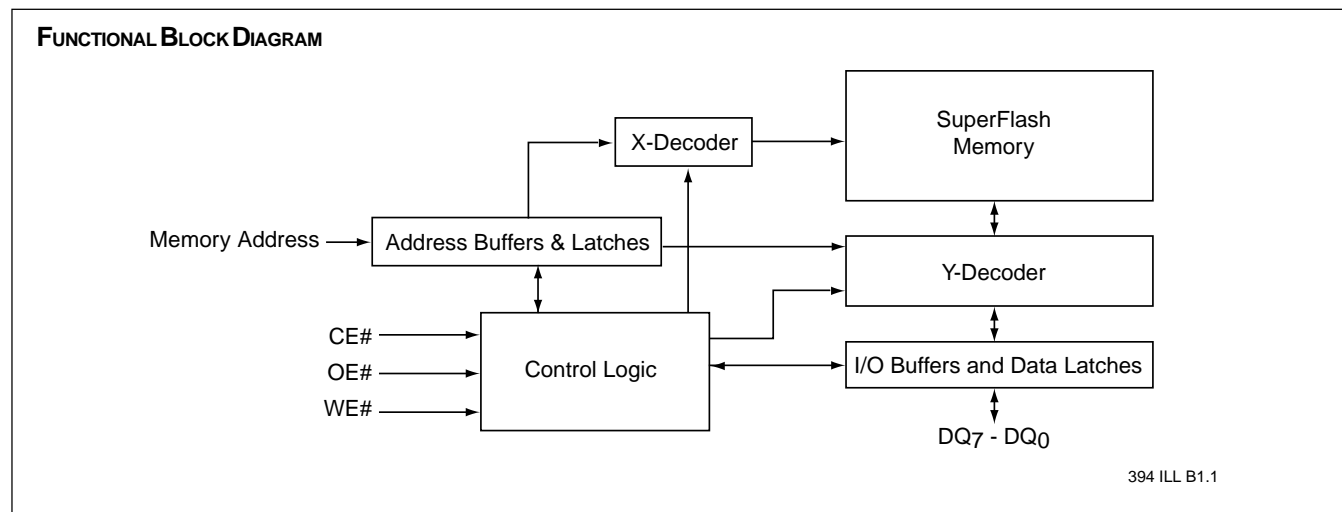 FUNCTIONAL BLOCK DIAGRAM
SuperFlash
Memory
X-Decoder
Memory Address
Address Buffers & Latches
Y-Decoder
CE#
OE#
WE#
Control Logic
I/O Buffers and Data Latches
DQ7 - DQ0
394 ILL B1.1